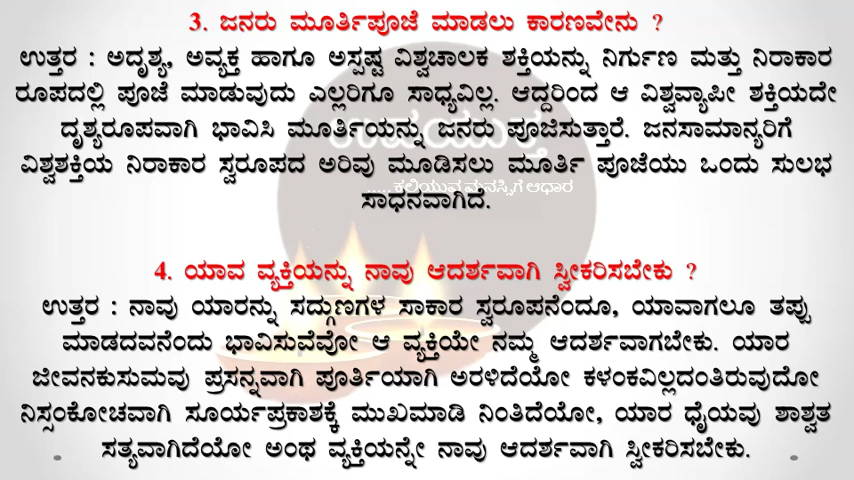 3. ಜನರು ಮೂರ್ತಿಪೂಜೆ ಮಾಡಲು ಕಾರಣವೇನು ?
ಉತ್ತರ : ಅದೃಶ್ಯ, ಅವ್ಯಕ್ತ ಹಾಗೂ ಅಸ್ಪಷ್ಟ ವಿಶ್ವಚಾಲಕ ಶಕ್ತಿಯನ್ನು ನಿರ್ಗುಣ ಮತ್ತು ನಿರಾಕಾರ
ರೂಪದಲ್ಲಿ ಪೂಜೆ ಮಾಡುವುದು ಎಲ್ಲರಿಗೂ ಸಾಧ್ಯವಿಲ್ಲ. ಆದ್ದರಿಂದ ಆ ವಿಶ್ವವ್ಯಾಪೀ ಶಕ್ತಿಯದೇ
ದೃಶ್ಯರೂಪವಾಗಿ ಭಾವಿಸಿ ಮೂರ್ತಿಯನ್ನು ಜನರು ಪೂಜಿಸುತ್ತಾರೆ. ಜನಸಾಮಾನ್ಯರಿಗೆ
ವಿಶ್ವಶಕ್ತಿಯ ನಿರಾಕಾರ ಸ್ವರೂಪದ ಅರಿವು ಮೂಡಿಸಲು ಮೂರ್ತಿ ಪೂಜೆಯು ಒಂದು ಸುಲಭ
.....ಕಲಿಯುವ ಮನಸ್ಸಿಗೆ ಆಧಾರ
ಸಾಧನವಾಗಿದೆ.
4. ಯಾವ ವ್ಯಕ್ತಿಯನ್ನು ನಾವು ಆದರ್ಶವಾಗಿ ಸ್ವೀಕರಿಸಬೇಕು ?
ಉತ್ತರ : ನಾವು ಯಾರನ್ನು ಸದ್ಗುಣಗಳ ಸಾಕಾರ ಸ್ವರೂಪನೆಂದೂ, ಯಾವಾಗಲೂ ತಪ್ಪು
ಮಾಡದವನೆಂದು ಭಾವಿಸುವೆವೋ ಆ ವ್ಯಕ್ತಿಯೇ ನಮ್ಮ ಆದರ್ಶವಾಗಬೇಕು. ಯಾರ
ಜೀವನಕುಸುಮವು ಪ್ರಸನ್ನವಾಗಿ ಪೂರ್ತಿಯಾಗಿ ಅರಳಿದೆಯೋ ಕಳಂಕವಿಲ್ಲದಂತಿರುವುದೋ
ನಿಸ್ಸಂಕೋಚವಾಗಿ ಸೂರ್ಯಪ್ರಕಾಶಕ್ಕೆ ಮುಖಮಾಡಿ ನಿಂತಿದೆಯೋ, ಯಾರ ಧೈಯವು ಶಾಶ್ವತ
ಸತ್ಯವಾಗಿದೆಯೋ ಅಂಥ ವ್ಯಕ್ತಿಯನ್ನೇ ನಾವು ಆದರ್ಶವಾಗಿ ಸ್ವೀಕರಿಸಬೇಕು.